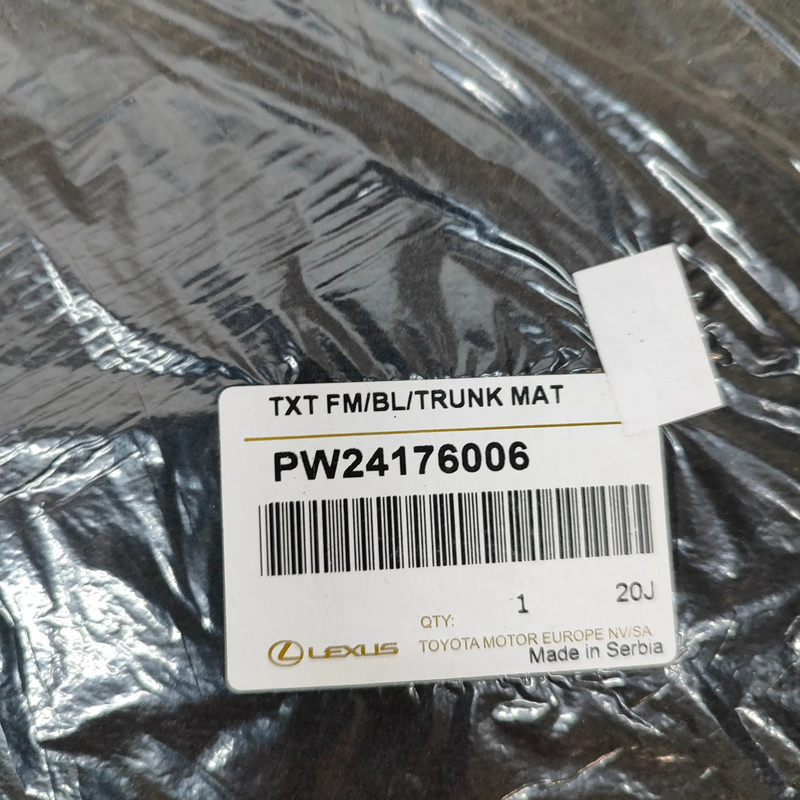 TXT FM/BL/TRUNK MAT
PW24176006
1
20J
QTY:
LEXUS
TOYOTA MOTOR EUROPE NV/SA
Made in Serbia